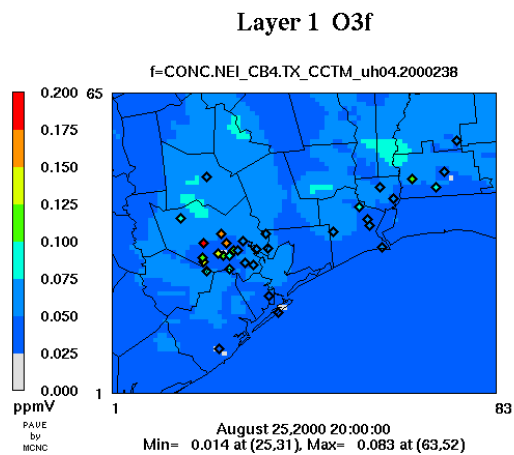 Layer 1 O3f
f=CONC.NEI_CB4.TX_CCTM_uh04.2000238
0.200
0.175
0.150
0.125
0.100
0.075
0.050
0.025
0.000
ppmV
PAVE
by
MCNC
65
1
1
83
August 25,2000 20:00:00
Min= 0.014 at (25,31), Max= 0.083 at (63,52)